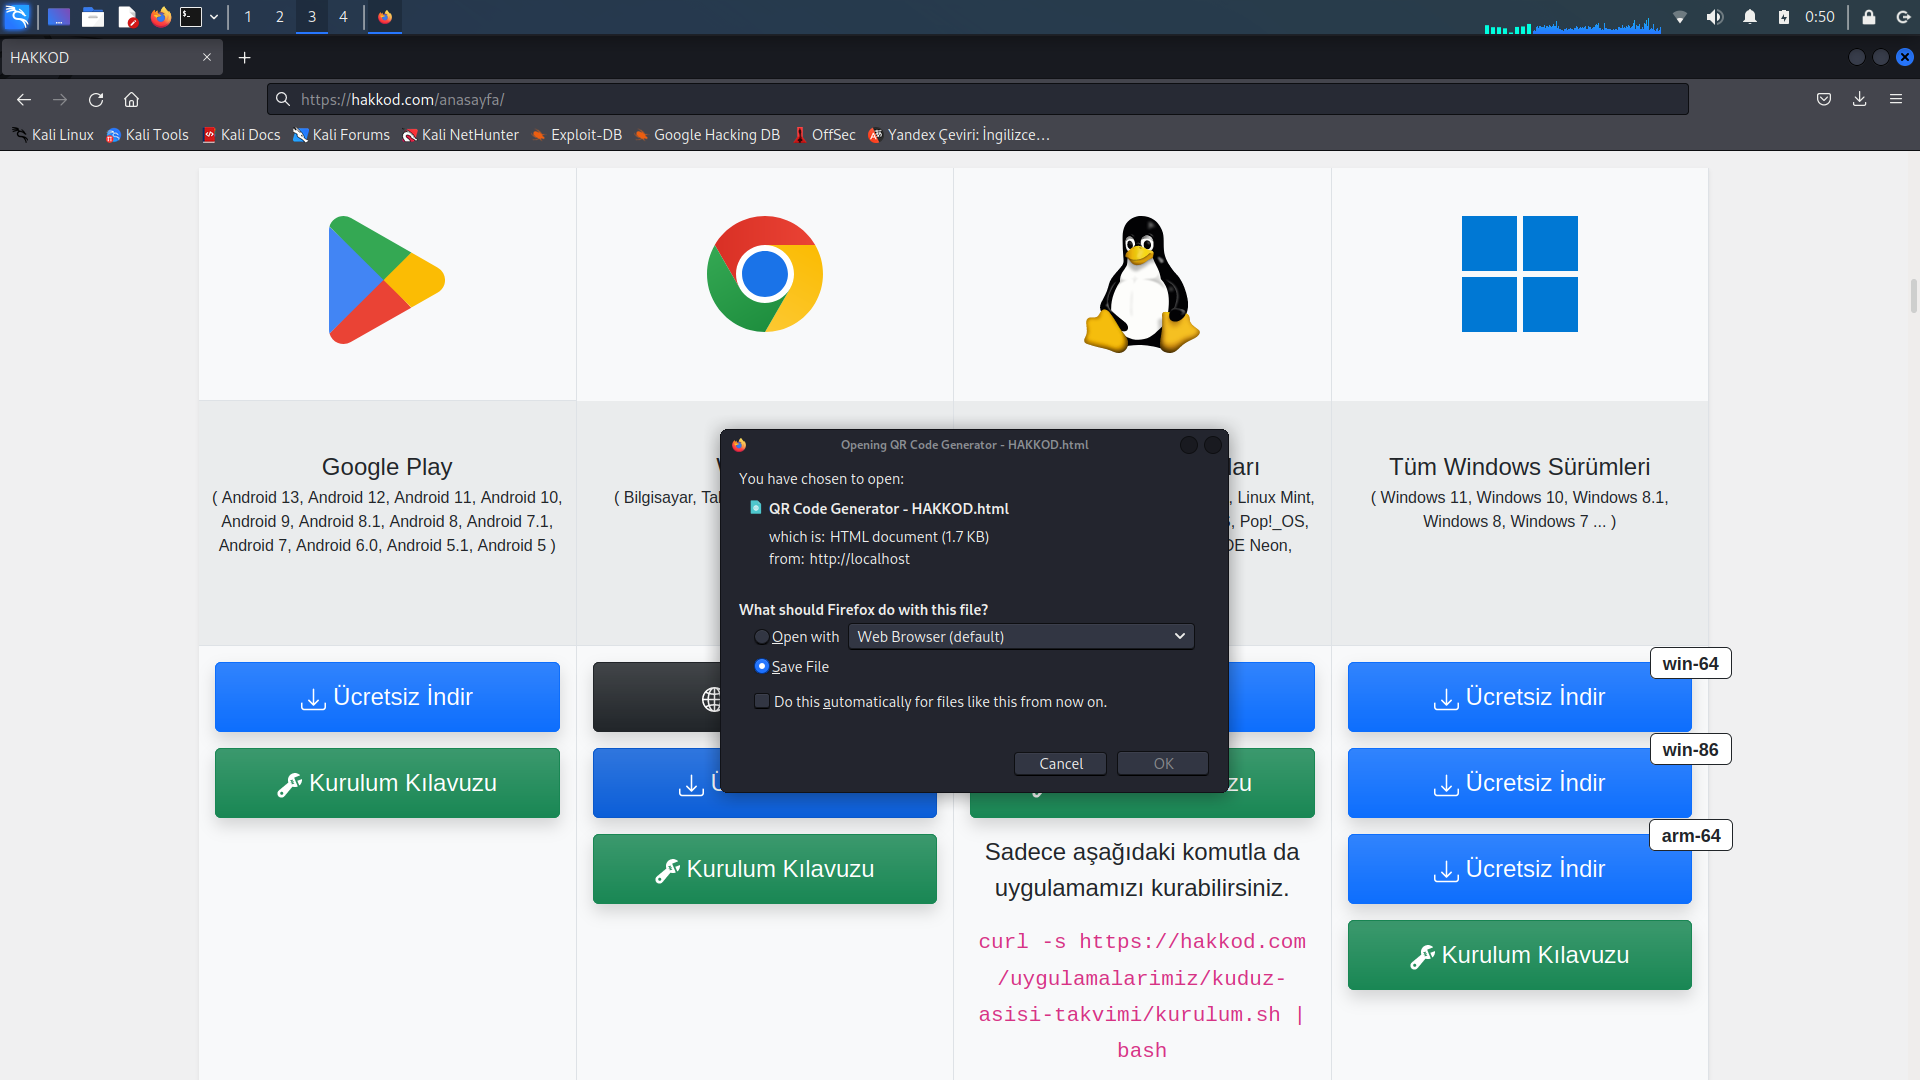 1 2 3 4
0:50
HAKKOD
https://hakkod.com/anasayfa/
Kali Linux Kali Tools Kali Docs Kali Forums Kali NetHunter Exploit-DB Google Hacking DB OffSec Yandex Çeviri: İngilizce…
Opening QR Code Generator - HAKKOD.html
You have chosen to open:
QR Code Generator - HAKKOD.html
which is: HTML document (1.7 KB)
from: http://localhost
What should Firefox do with this file?
Open with Web Browser (default)
Save File
Do this automatically for files like this from now on.
Cancel OK
Google Play
( Android 13, Android 12, Android 11, Android 10,
Android 9, Android 8.1, Android 8, Android 7.1,
Android 7, Android 6.0, Android 5.1, Android 5 )
Ücretsiz İndir
Kurulum Kılavuzu
( Bilgisayar,
Kurulum Kılavuzu
Linux Mint,
Pop!_OS,
Neon,
Sadece aşağıdaki komutla da
uygulamamızı kurabilirsiniz.
curl -s https://hakkod.com
/uygulamalarimiz/kuduz-
asisi-takvimi/kurulum.sh |
bash
Tüm Windows Sürümleri
( Windows 11, Windows 10, Windows 8.1,
Windows 8, Windows 7 ... )
win-64
Ücretsiz İndir
win-86
Ücretsiz İndir
arm-64
Ücretsiz İndir
Kurulum Kılavuzu